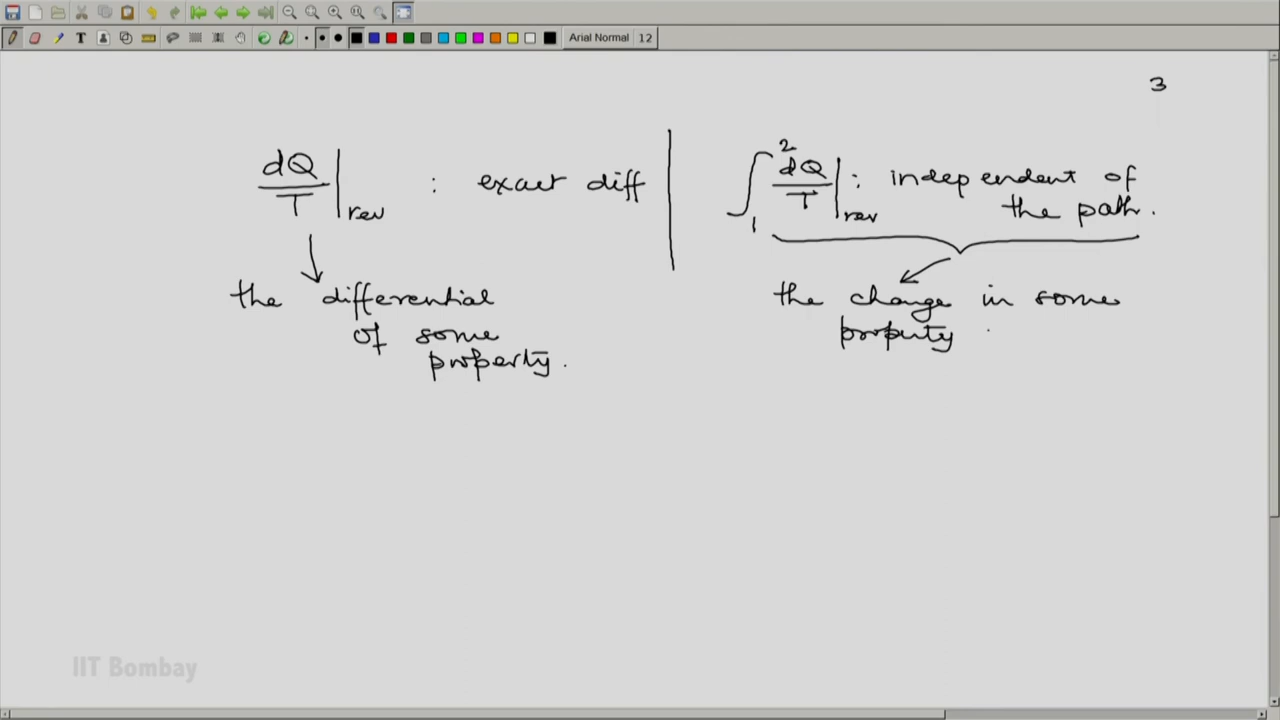 Arial Normal 12
3
dQ/T |rev : exact diff
the differential
of some
property.
∫₁² dQ/T |rev : independent of
the path.
the change in some
property.
IIT Bombay